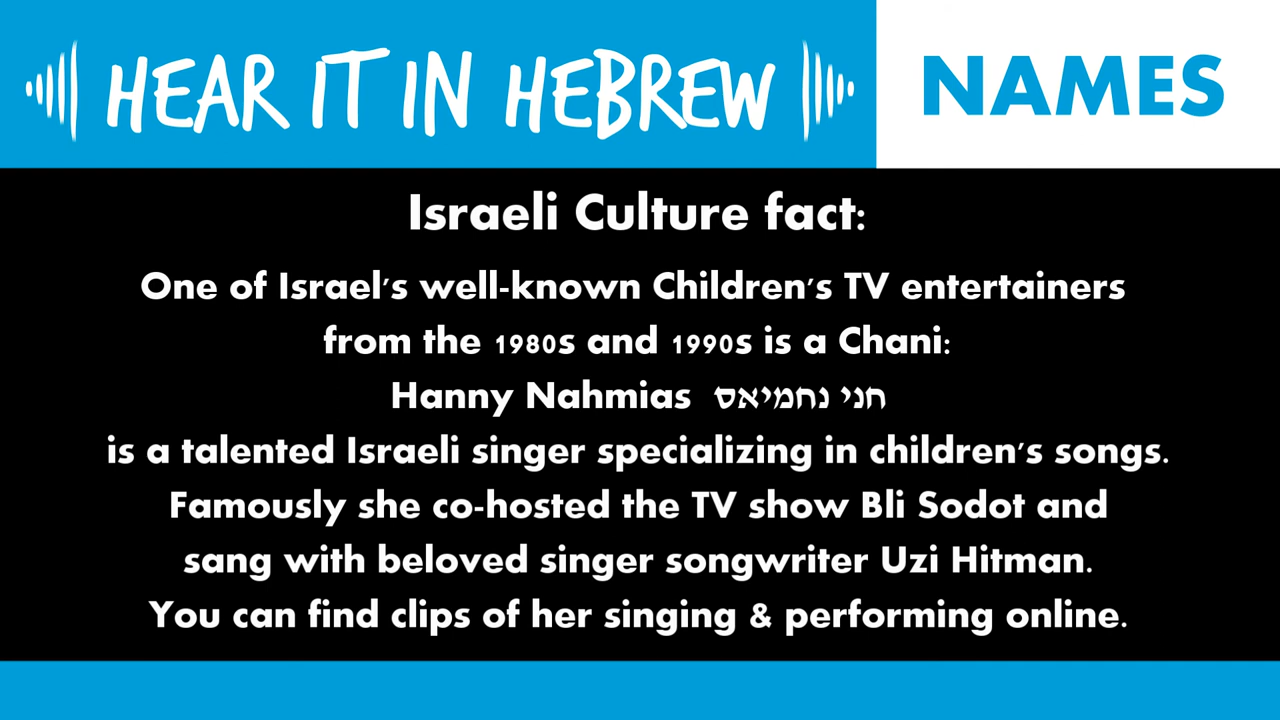 HEAR IT IN HEBREW
NAMES
Israeli Culture fact:
One of Israel's well-known Children's TV entertainers
from the 1980s and 1990s is a Chani:
Hanny Nahmias חני נחמיאס
is a talented Israeli singer specializing in children's songs.
Famously she co-hosted the TV show Bli Sodot and
sang with beloved singer songwriter Uzi Hitman.
You can find clips of her singing & performing online.